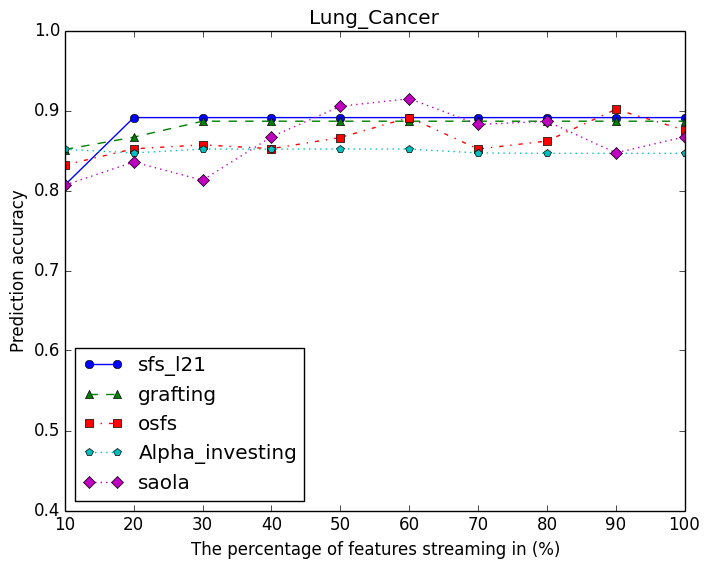 Lung_Cancer
1.0
0.9
0.8
0.7
0.6
0.5
0.4
Prediction accuracy
sfs_l21
grafting
osfs
Alpha_investing
saola
10 20 30 40 50 60 70 80 90 100
The percentage of features streaming in (%)